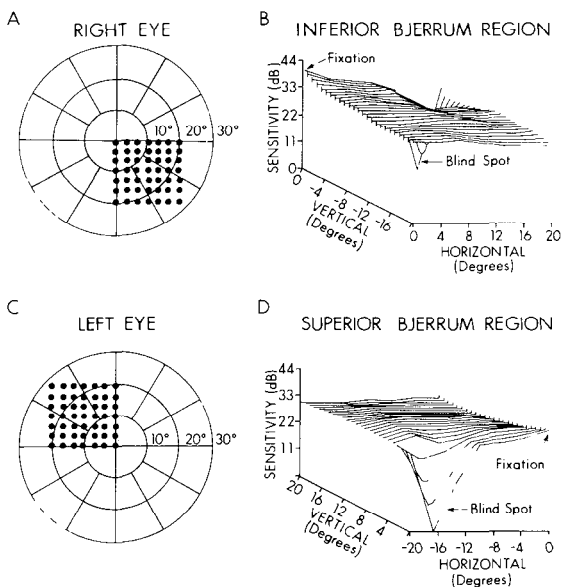 A
RIGHT EYE
10° 20° 30°
B
INFERIOR BJERRUM REGION
44
33
22
11
0
SENSITIVITY (dB)
Fixation
Blind Spot
0 -4 -8 -12 -16
VERTICAL
(Degrees)
0 4 8 12 16 20
HORIZONTAL
(Degrees)
C
LEFT EYE
10° 20° 30°
D
SUPERIOR BJERRUM REGION
44
33
22
11
SENSITIVITY (dB)
Fixation
Blind Spot
20 16 12 8 4
VERTICAL
(Degrees)
-20 -16 -12 -8 -4 0
HORIZONTAL
(Degrees)